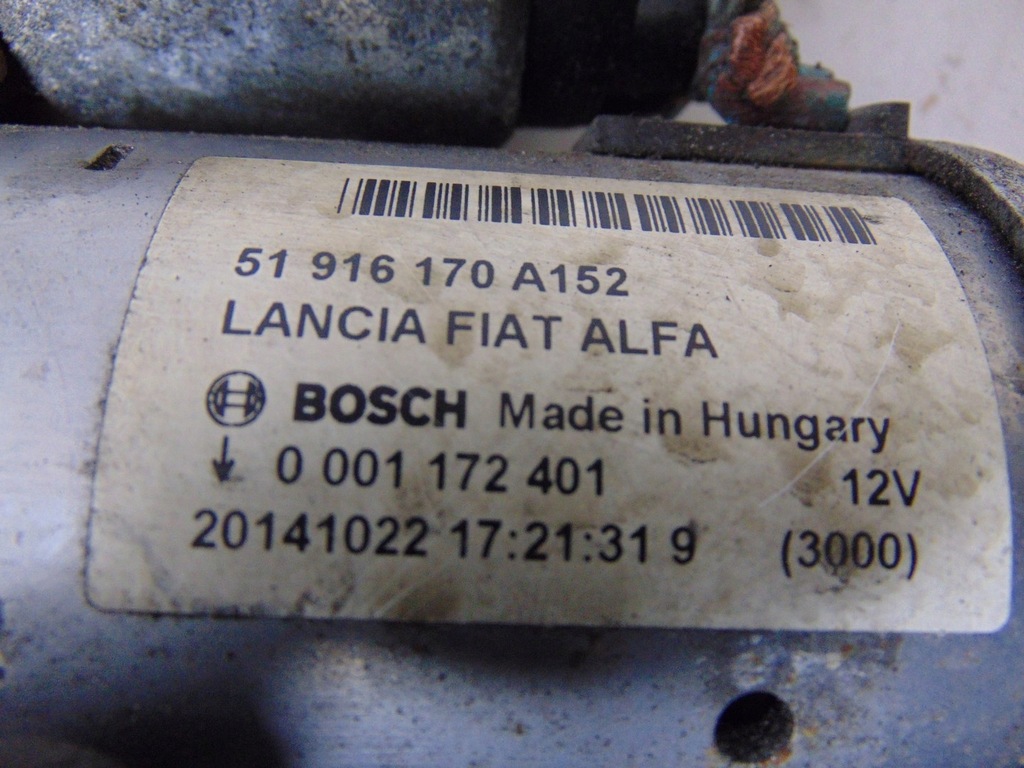 51 916 170 A152
LANCIA FIAT ALFA
BOSCH Made in Hungary
0 001 172 401 12V
20141022 17:21:31 9 (3000)